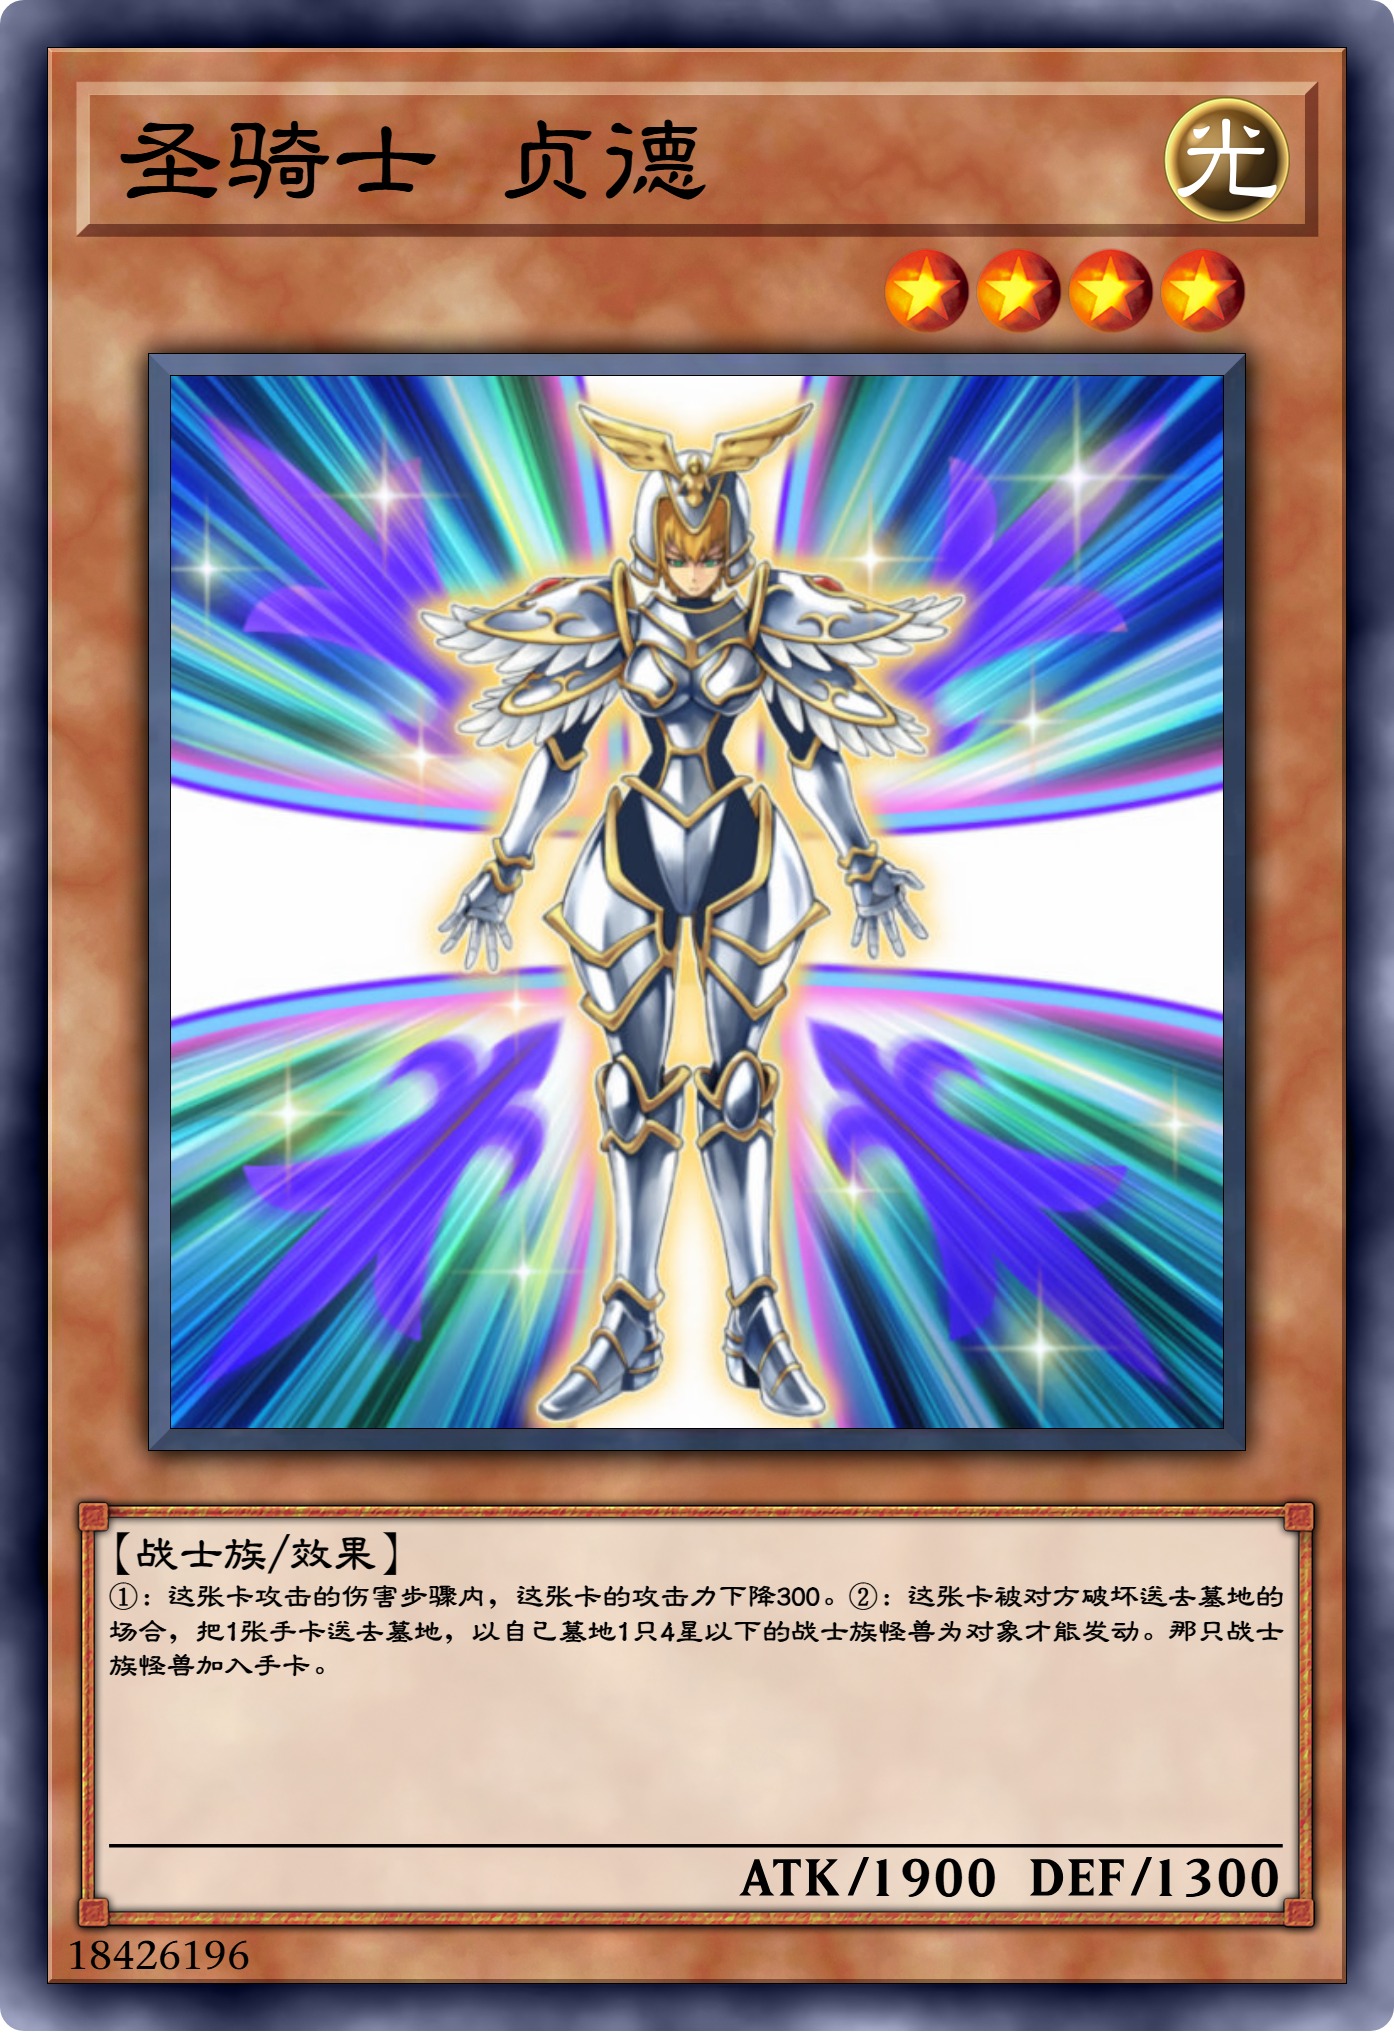 圣骑士 贞德
光
【战士族/效果】
①：这张卡攻击的伤害步骤内，这张卡的攻击力下降300。②：这张卡被对方破坏送去墓地的
场合，把1张手卡送去墓地，以自己墓地1只4星以下的战士族怪兽为对象才能发动。那只战士
族怪兽加入手卡。
ATK/1900 DEF/1300
18426196